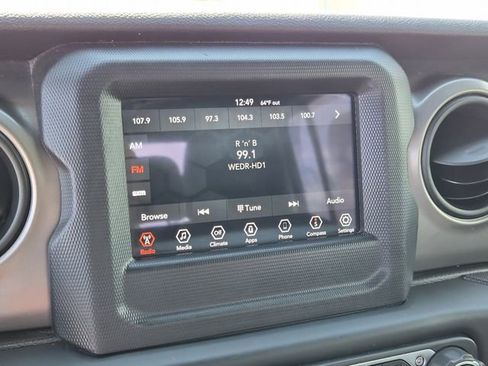 12:49 64°F out
107.9 105.9 97.3 104.3 103.5 100.7
AM
R 'n' B
99.1
FM
WEDR-HD1
Browse Tune Audio
Radio Media Off Climate Apps Phone Compass Settings